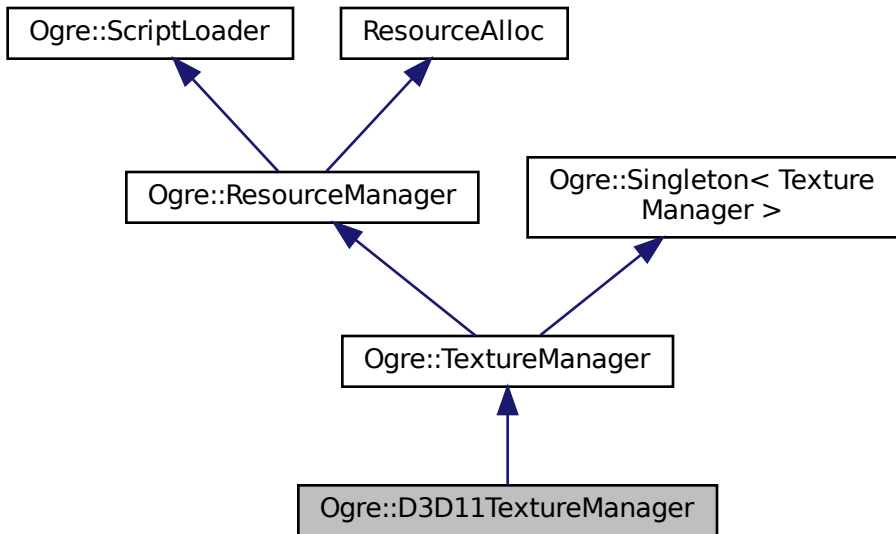 Ogre::ScriptLoader
ResourceAlloc
Ogre::ResourceManager
Ogre::Singleton< Texture
Manager >
Ogre::TextureManager
Ogre::D3D11TextureManager